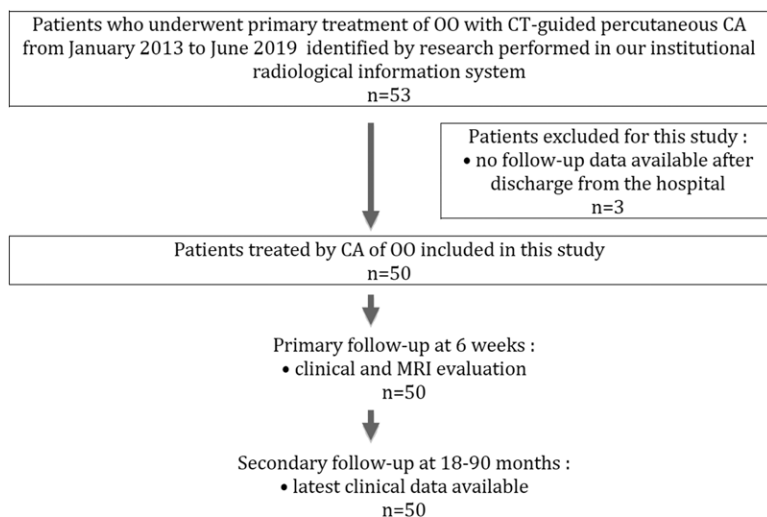 Patients who underwent primary treatment of OO with CT-guided percutaneous CA
from January 2013 to June 2019 identified by research performed in our institutional
radiological information system
n=53
Patients excluded for this study :
• no follow-up data available after
discharge from the hospital
n=3
Patients treated by CA of OO included in this study
n=50
Primary follow-up at 6 weeks :
• clinical and MRI evaluation
n=50
Secondary follow-up at 18-90 months :
• latest clinical data available
n=50